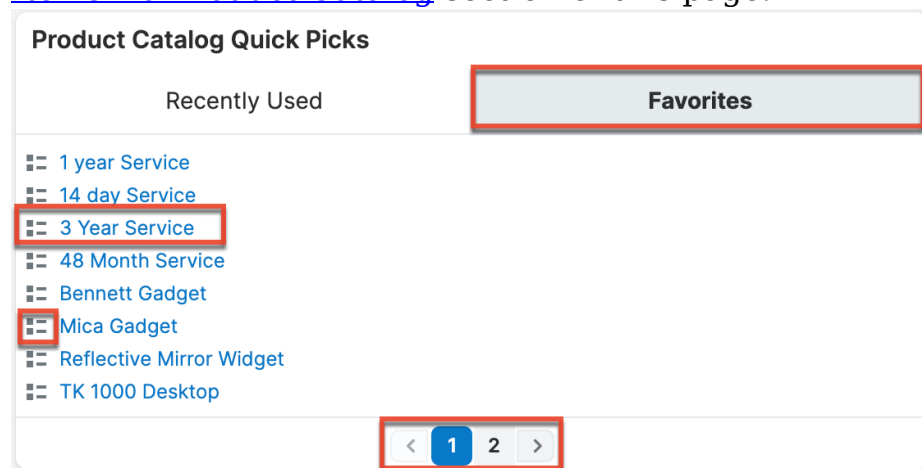 Product Catalog Quick Picks
Recently Used Favorites
1 year Service
14 day Service
3 Year Service
48 Month Service
Bennett Gadget
Mica Gadget
Reflective Mirror Widget
TK 1000 Desktop
< 1 2 >